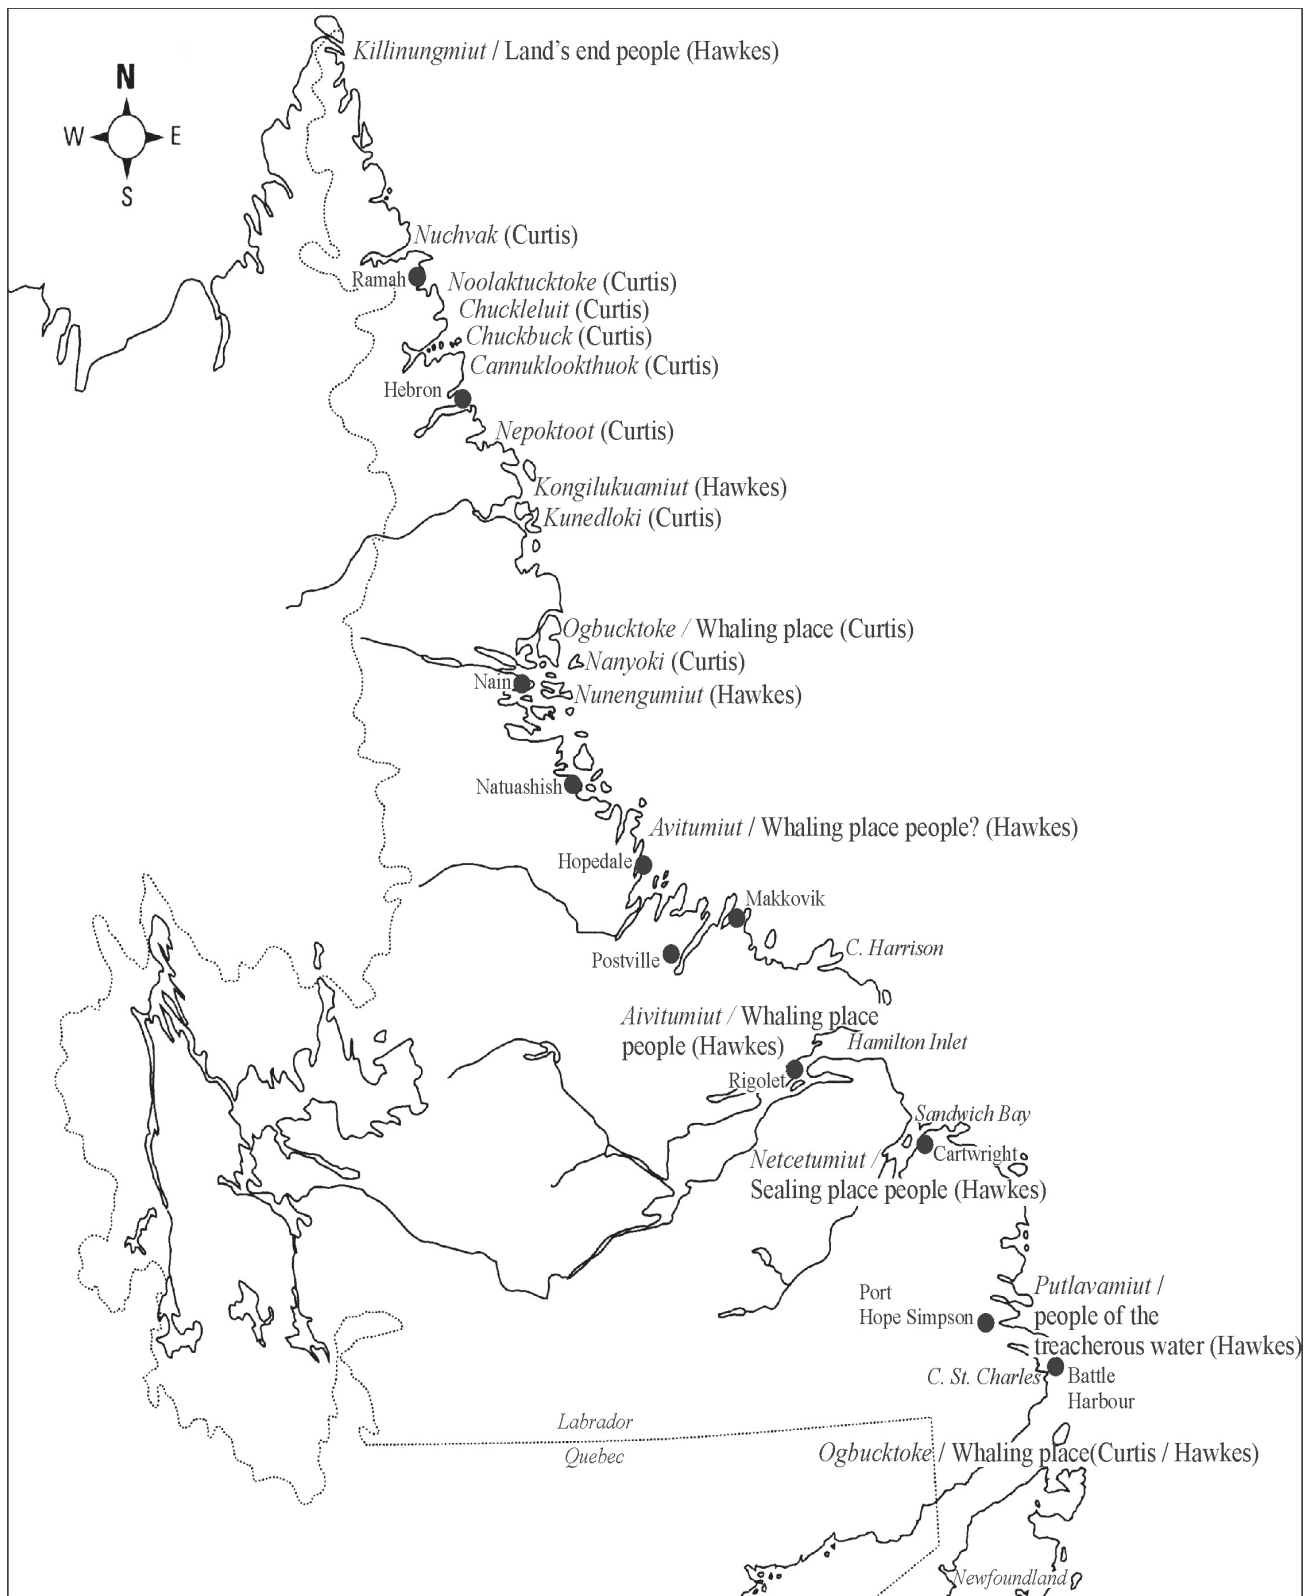 Killinungmiut / Land's end people (Hawkes)
N
W
E
S
Nuchvak (Curtis)
Ramah
Noolaktucktoke (Curtis)
Chuckleluit (Curtis)
Chuckbuck (Curtis)
Cannuklookthuok (Curtis)
Hebron
Nepoktoot (Curtis)
Kongilukuamiut (Hawkes)
Kunedloki (Curtis)
Ogbucktoke / Whaling place (Curtis)
Nanyoki (Curtis)
Nain
Nunengumiut (Hawkes)
Natuashish
Avitumiut / Whaling place people? (Hawkes)
Hopedale
Makkovik
C. Harrison
Postville
Aivitumiut / Whaling place
people (Hawkes)
Hamilton Inlet
Rigolet
Sandwich Bay
Cartwright
Netcetumiut /
Sealing place people (Hawkes)
Port
Hope Simpson
Putlavamiut /
people of the
treacherous water (Hawkes)
C. St. Charles
Battle
Harbour
Labrador
Quebec
Ogbucktoke / Whaling place(Curtis / Hawkes)
Newfoundland